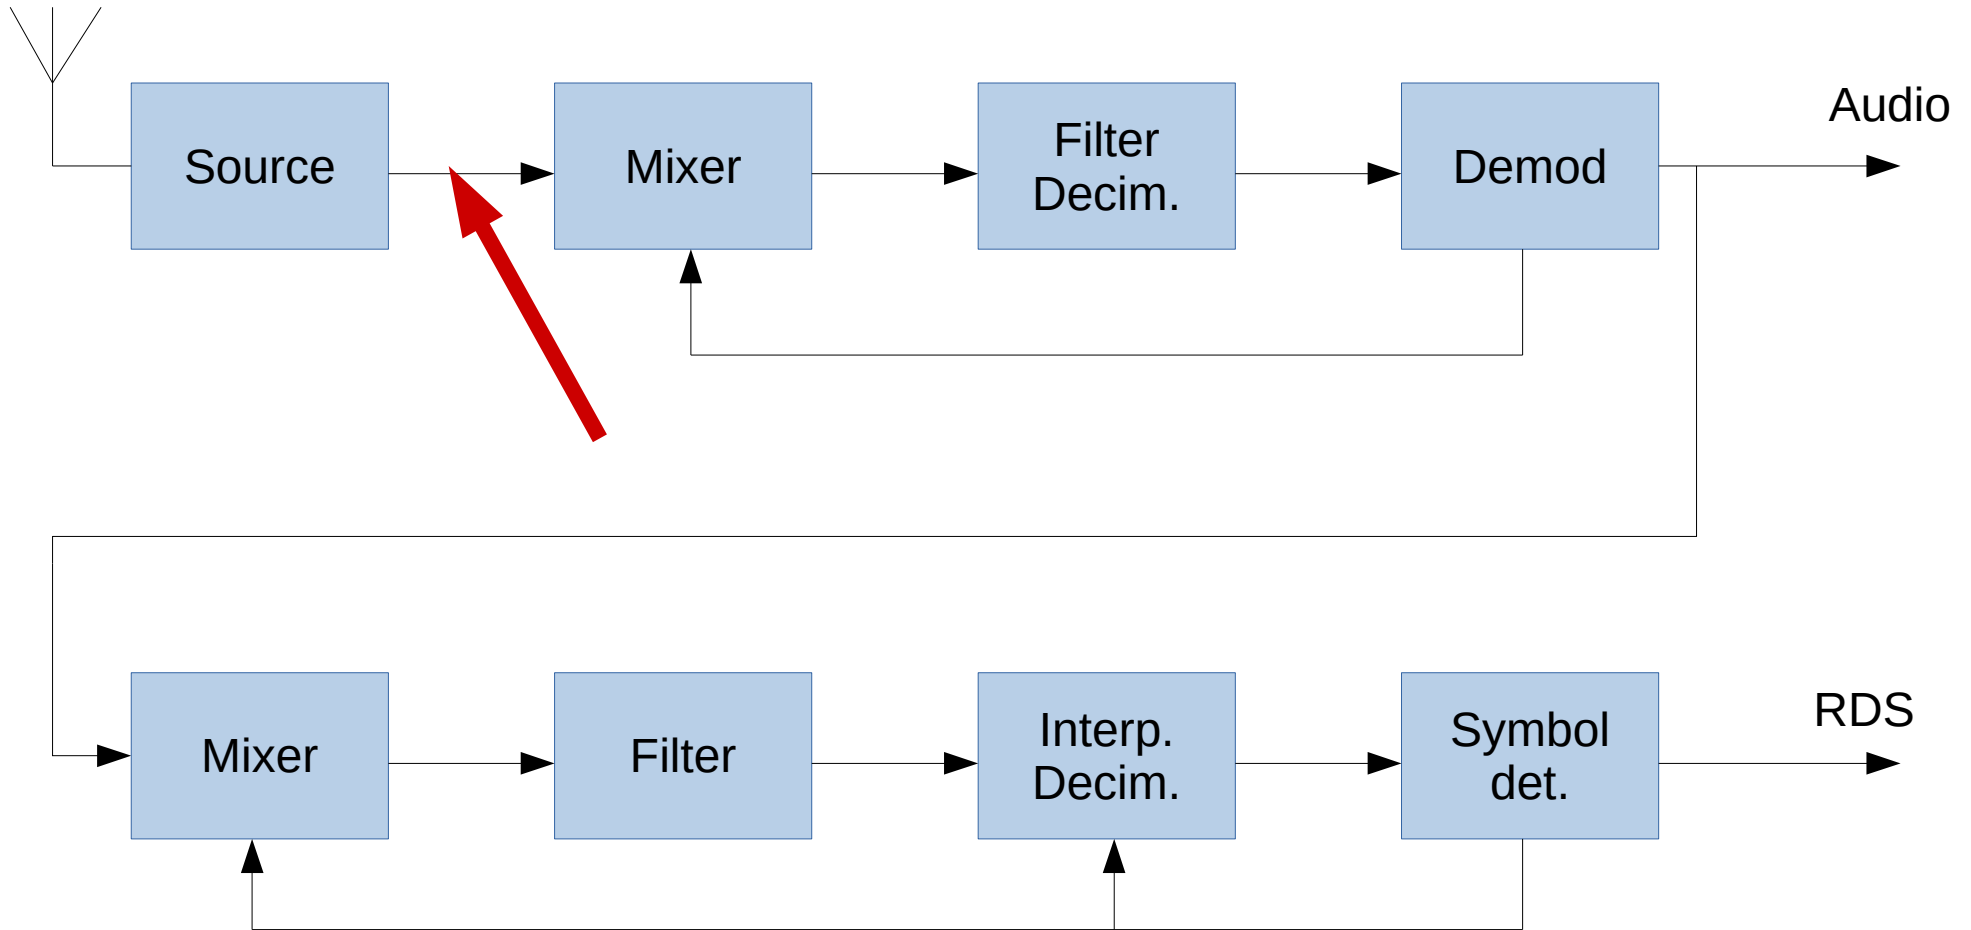 Audio
Source
Mixer
Filter
Decim.
Demod
RDS
Mixer
Filter
Interp.
Decim.
Symbol
det.